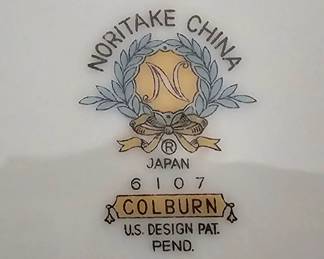 NORITAKE CHINA
N
®
JAPAN
6107
COLBURN
U.S. DESIGN PAT.
PEND.